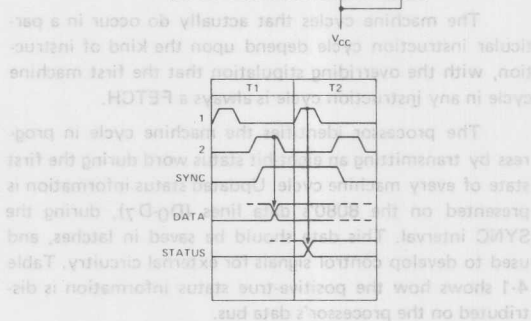 VCC
The machine cycles that actually do occur in a par-
ticular instruction cycle depend upon the kind of instruc-
tion, with the overriding stipulation that the first machine
cycle in any instruction cycle is always a FETCH.
The processor identifies the machine cycle in prog-
ress by transmitting an eight bit status word during the first
state of every machine cycle. Updated status information is
presented on the 8080's data lines (D0-D7), during the
SYNC interval. This data should be saved in latches, and
used to develop control signals for external circuitry. Table
4-1 shows how the positive-true status information is dis-
tributed on the processor's data bus.
T1 T2
1
2
SYNC
DATA
STATUS